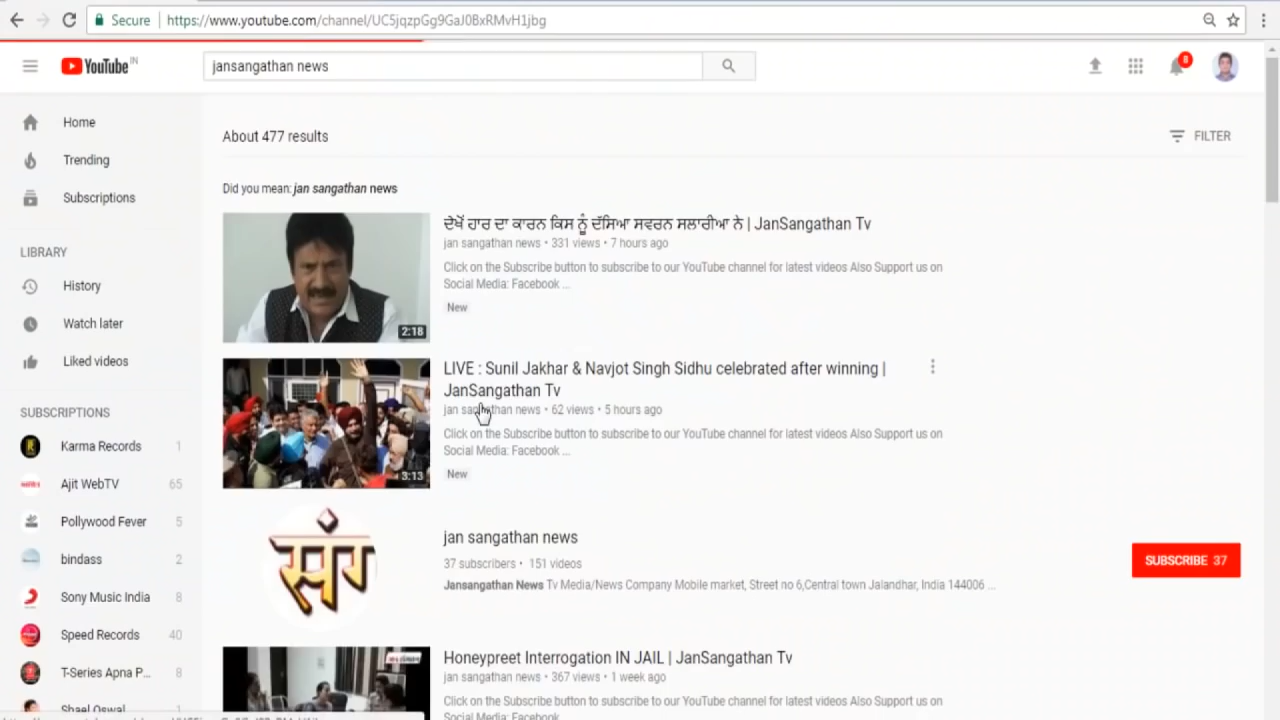 Secure https://www.youtube.com/channel/UC5jqzpGg9GaJ0BxRMvH1jbg
YouTube IN
jansangathan news
8
Home
Trending
Subscriptions
LIBRARY
History
Watch later
Liked videos
SUBSCRIPTIONS
Karma Records 1
Ajit WebTV 65
Pollywood Fever 5
bindass 2
Sony Music India 8
Speed Records 40
T-Series Apna P... 8
Shael Oswal 1
About 477 results
FILTER
Did you mean: jan sangathan news
2:18
ਦੇਖੋਂ ਹਾਰ ਦਾ ਕਾਰਨ ਕਿਸ ਨੂੰ ਦੱਸਿਆ ਸਵਰਨ ਸਲਾਰੀਆ ਨੇ | JanSangathan Tv
jan sangathan news • 331 views • 7 hours ago
Click on the Subscribe button to subscribe to our YouTube channel for latest videos Also Support us on
Social Media: Facebook ...
New
3:13
LIVE : Sunil Jakhar & Navjot Singh Sidhu celebrated after winning |
JanSangathan Tv
jan sangathan news • 62 views • 5 hours ago
Click on the Subscribe button to subscribe to our YouTube channel for latest videos Also Support us on
Social Media: Facebook ...
New
संग
jan sangathan news
37 subscribers • 151 videos
Jansangathan News Tv Media/News Company Mobile market, Street no 6,Central town Jalandhar, India 144006 ...
SUBSCRIBE 37
Honeypreet Interrogation IN JAIL | JanSangathan Tv
jan sangathan news • 367 views • 1 week ago
Click on the Subscribe button to subscribe to our YouTube channel for latest videos Also Support us on
Social Media: Facebook